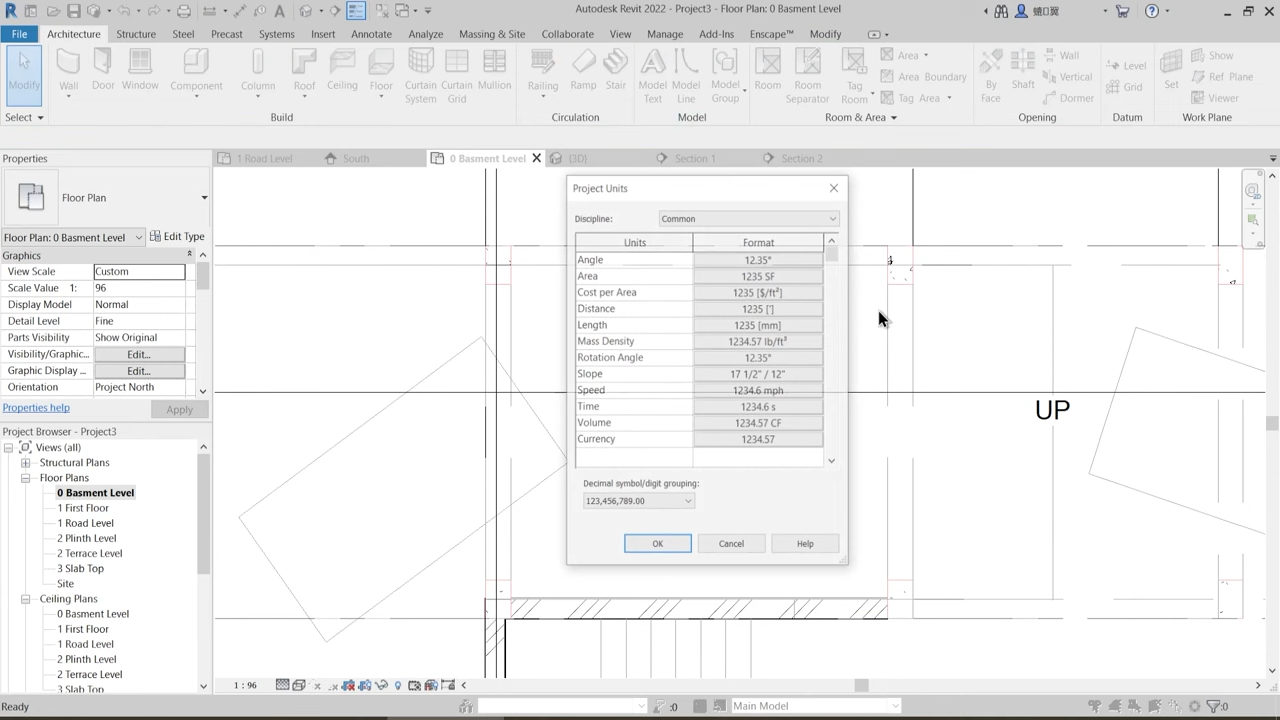 Autodesk Revit 2022 - Project3 - Floor Plan: 0 Basment Level
File Architecture Structure Steel Precast Systems Insert Annotate Analyze Massing & Site Collaborate View Manage Add-Ins Enscape™ Modify
Modify Wall Door Window Component Column Roof Ceiling Floor Curtain System Curtain Grid Mullion Railing Ramp Stair Model Text Model Line Model Group Room Room Separator Tag Room
Area
Area Boundary
Tag Area
By Face
Shaft
Wall
Vertical
Dormer
Level
Grid
Set
Show
Ref Plane
Viewer
Select Build Circulation Model Room & Area Opening Datum Work Plane
Properties
1 Road Level South 0 Basment Level {3D} Section 1 Section 2
Floor Plan
Floor Plan: 0 Basment Level Edit Type
Graphics
View Scale Custom
Scale Value 1: 96
Display Model Normal
Detail Level Fine
Parts Visibility Show Original
Visibility/Graphic... Edit...
Graphic Display ... Edit...
Orientation Project North
Properties help Apply
Project Browser - Project3
Views (all)
Structural Plans
Floor Plans
0 Basment Level
1 First Floor
1 Road Level
2 Plinth Level
2 Terrace Level
3 Slab Top
Site
Ceiling Plans
0 Basment Level
1 First Floor
1 Road Level
2 Plinth Level
2 Terrace Level
3 Slab Top
Project Units
Discipline: Common
Units Format
Angle 12.35°
Area 1235 SF
Cost per Area 1235 [$/ft²]
Distance 1235 [']
Length 1235 [mm]
Mass Density 1234.57 lb/ft³
Rotation Angle 12.35°
Slope 17 1/2" / 12"
Speed 1234.6 mph
Time 1234.6 s
Volume 1234.57 CF
Currency 1234.57
Decimal symbol/digit grouping:
123,456,789.00
OK Cancel Help
UP
1 : 96
Ready :0 Main Model :0